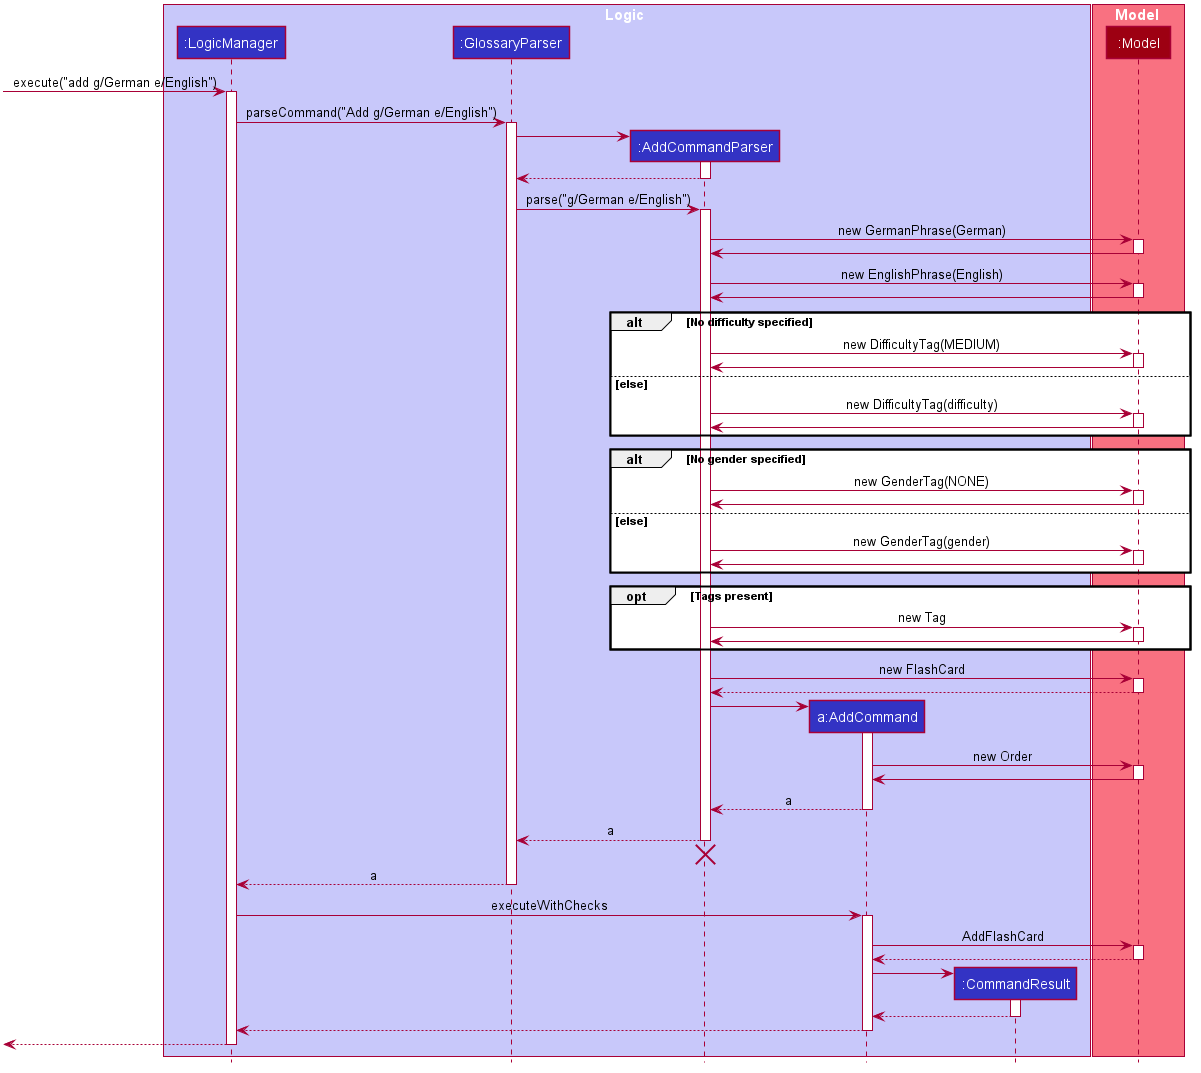 Logic
Model
:LogicManager
:GlossaryParser
:Model
execute("add g/German e/English")
parseCommand("Add g/German e/English")
:AddCommandParser
parse("g/German e/English")
new GermanPhrase(German)
new EnglishPhrase(English)
alt [No difficulty specified]
new DifficultyTag(MEDIUM)
[else]
new DifficultyTag(difficulty)
alt [No gender specified]
new GenderTag(NONE)
[else]
new GenderTag(gender)
opt [Tags present]
new Tag
new FlashCard
a:AddCommand
new Order
a
a
a
executeWithChecks
AddFlashCard
:CommandResult